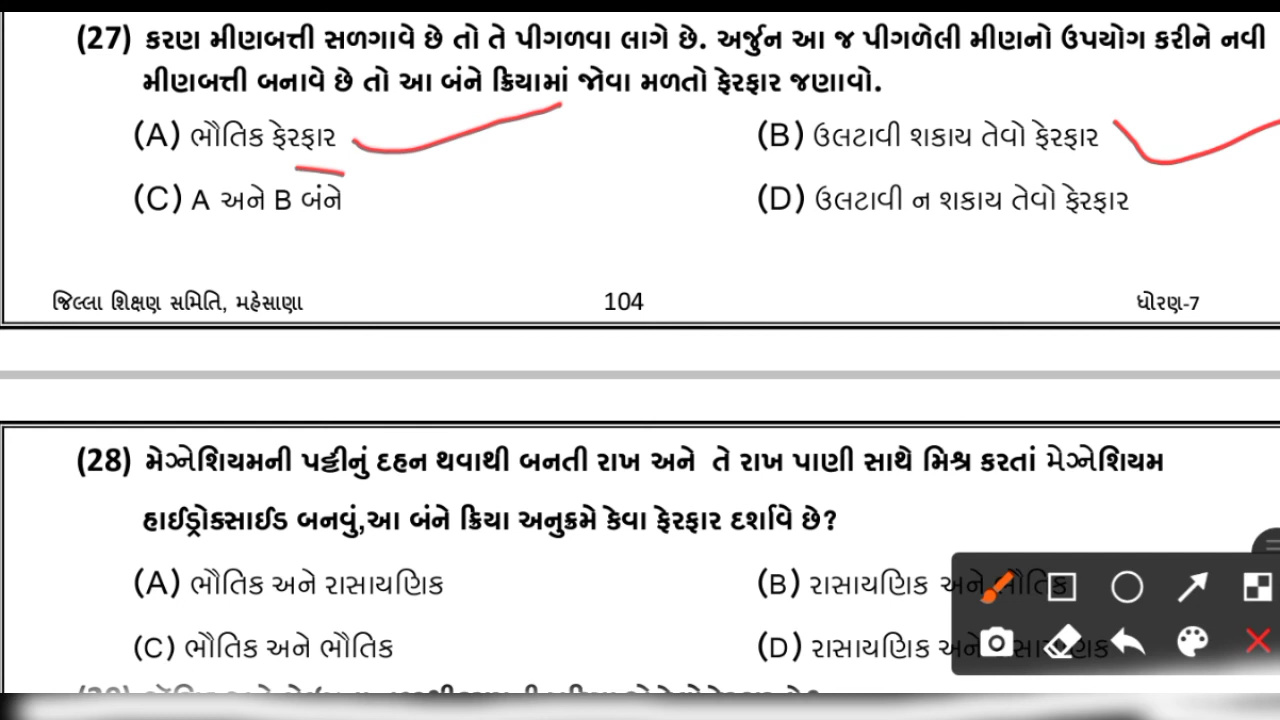 (27) કરણ મીણબત્તી સળગાવે છે તો તે પીગળવા લાગે છે. અર્જુન આ જ પીગળેલી મીણનો ઉપયોગ કરીને નવી
મીણબત્તી બનાવે છે તો આ બંને ક્રિયામાં જોવા મળતો ફેરફાર જણાવો.
(A) ભૌતિક ફેરફાર (B) ઉલટાવી શકાય તેવો ફેરફાર
(C) A અને B બંને (D) ઉલટાવી ન શકાય તેવો ફેરફાર
જિલ્લા શિક્ષણ સમિતિ, મહેસાણા 104 ધોરણ-7
(28) મેગ્નેશિયમની પટ્ટીનું દહન થવાથી બનતી રાખ અને તે રાખ પાણી સાથે મિશ્ર કરતાં મેગ્નેશિયમ
હાઈડ્રોક્સાઈડ બનવું,આ બંને ક્રિયા અનુક્રમે કેવા ફેરફાર દર્શાવે છે?
(A) ભૌતિક અને રાસાયણિક (B) રાસાયણિક અને ભૌતિક
(C) ભૌતિક અને ભૌતિક (D) રાસાયણિક અને રાસાયણિક